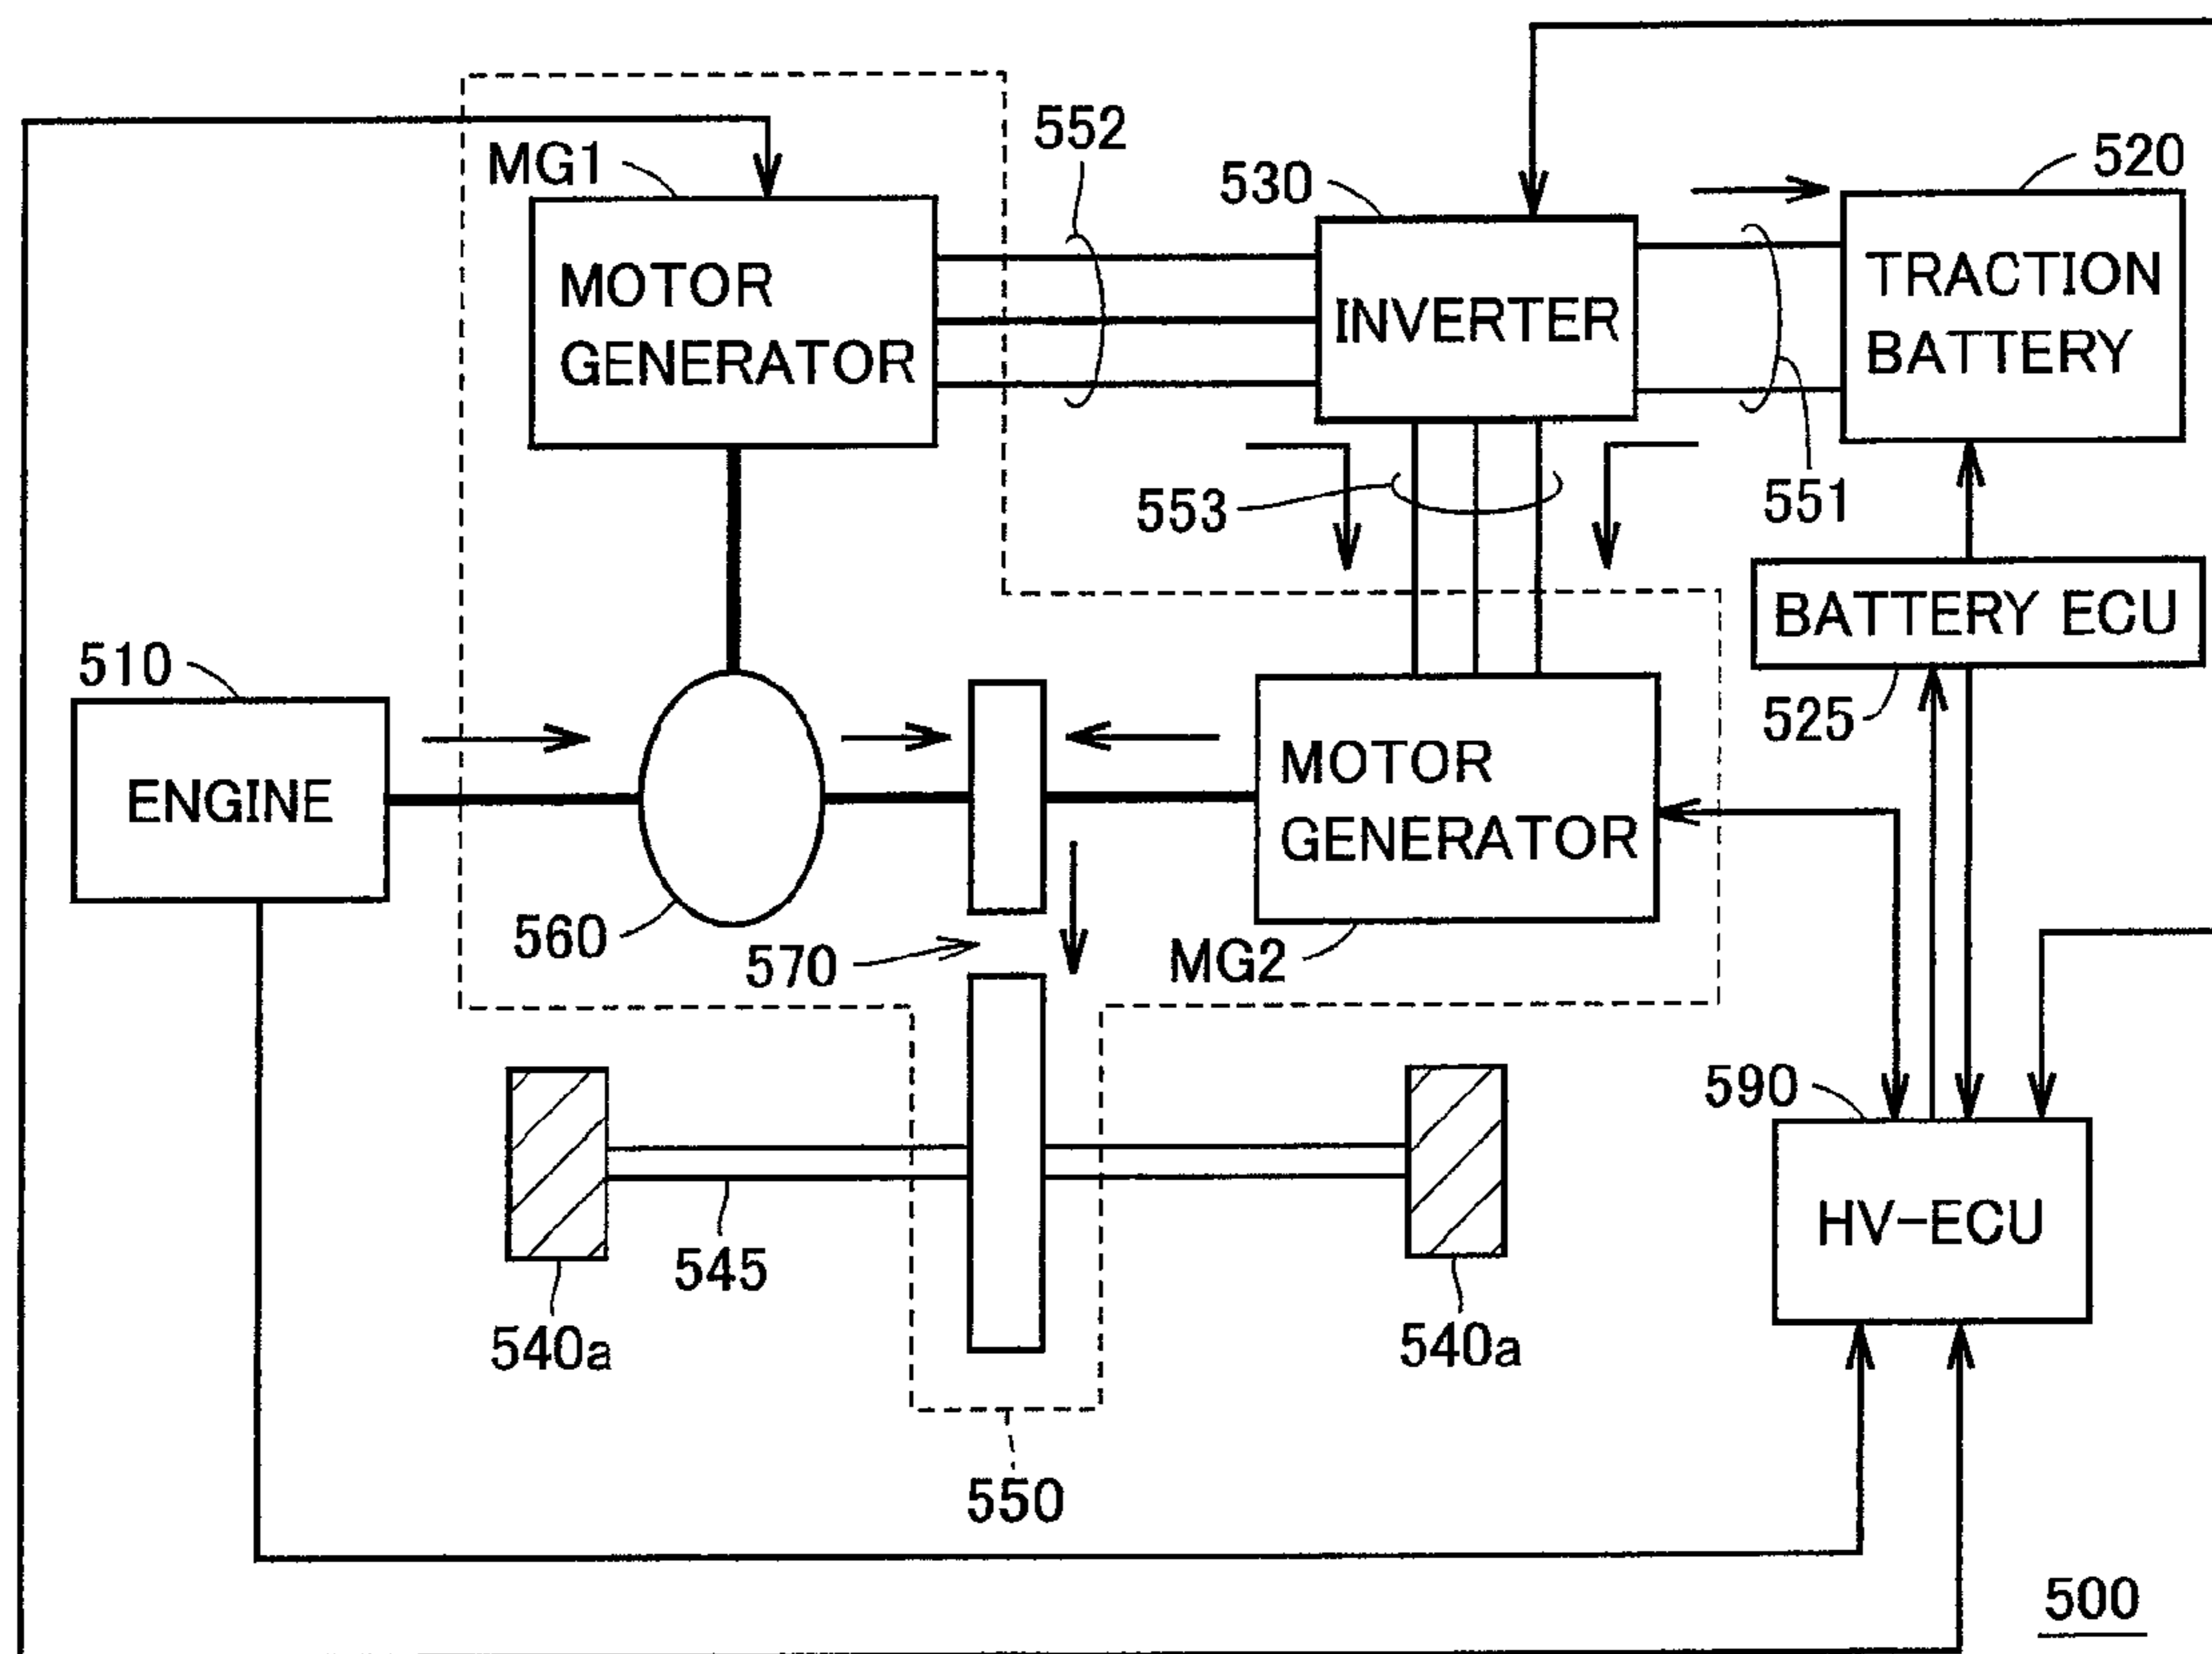 552
MG1
520
530
MOTOR
GENERATOR
INVERTER
TRACTION
BATTERY
553
551
BATTERY ECU
510
525
ENGINE
MOTOR
GENERATOR
560
570
MG2
590
HV-ECU
545
540a
540a
550
500